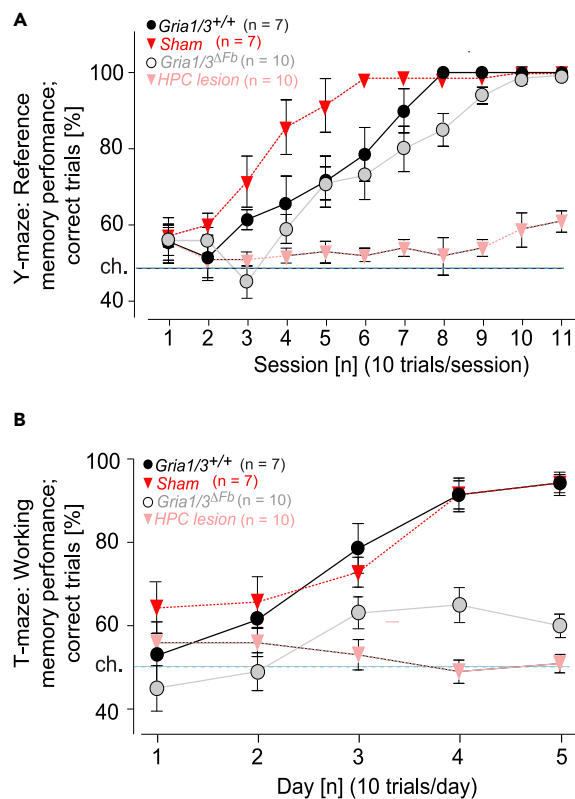 A
Gria1/3+/+ (n = 7)
Sham (n = 7)
Gria1/3ΔFb (n = 10)
HPC lesion (n = 10)
Y-maze: Reference
memory perfomance;
correct trials [%]
100
80
60
ch.
40
1 2 3 4 5 6 7 8 9 10 11
Session [n] (10 trials/session)
B
Gria1/3+/+ (n = 7)
Sham (n = 7)
Gria1/3ΔFb (n = 10)
HPC lesion (n = 10)
T-maze: Working
memory perfomance;
correct trials [%]
100
80
60
ch.
40
1 2 3 4 5
Day [n] (10 trials/day)